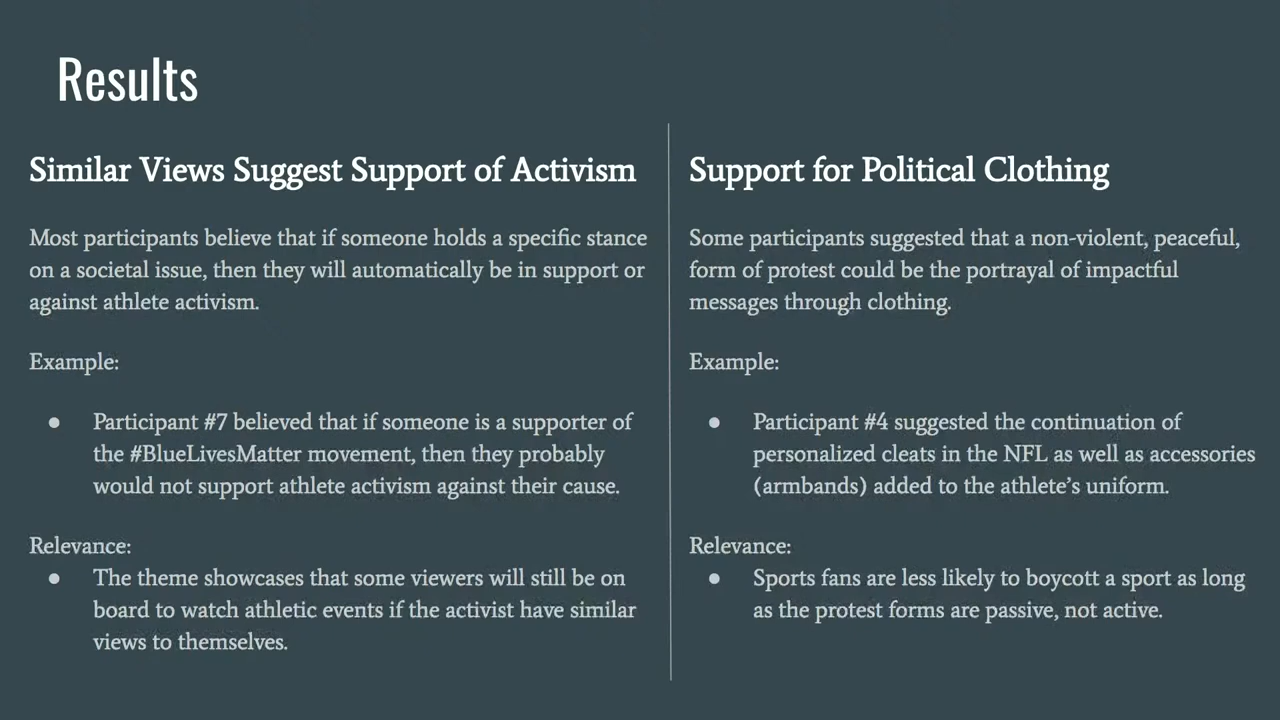 Results
Similar Views Suggest Support of Activism
Most participants believe that if someone holds a specific stance
on a societal issue, then they will automatically be in support or
against athlete activism.
Example:
● Participant #7 believed that if someone is a supporter of
the #BlueLivesMatter movement, then they probably
would not support athlete activism against their cause.
Relevance:
● The theme showcases that some viewers will still be on
board to watch athletic events if the activist have similar
views to themselves.
Support for Political Clothing
Some participants suggested that a non-violent, peaceful,
form of protest could be the portrayal of impactful
messages through clothing.
Example:
● Participant #4 suggested the continuation of
personalized cleats in the NFL as well as accessories
(armbands) added to the athlete's uniform.
Relevance:
● Sports fans are less likely to boycott a sport as long
as the protest forms are passive, not active.